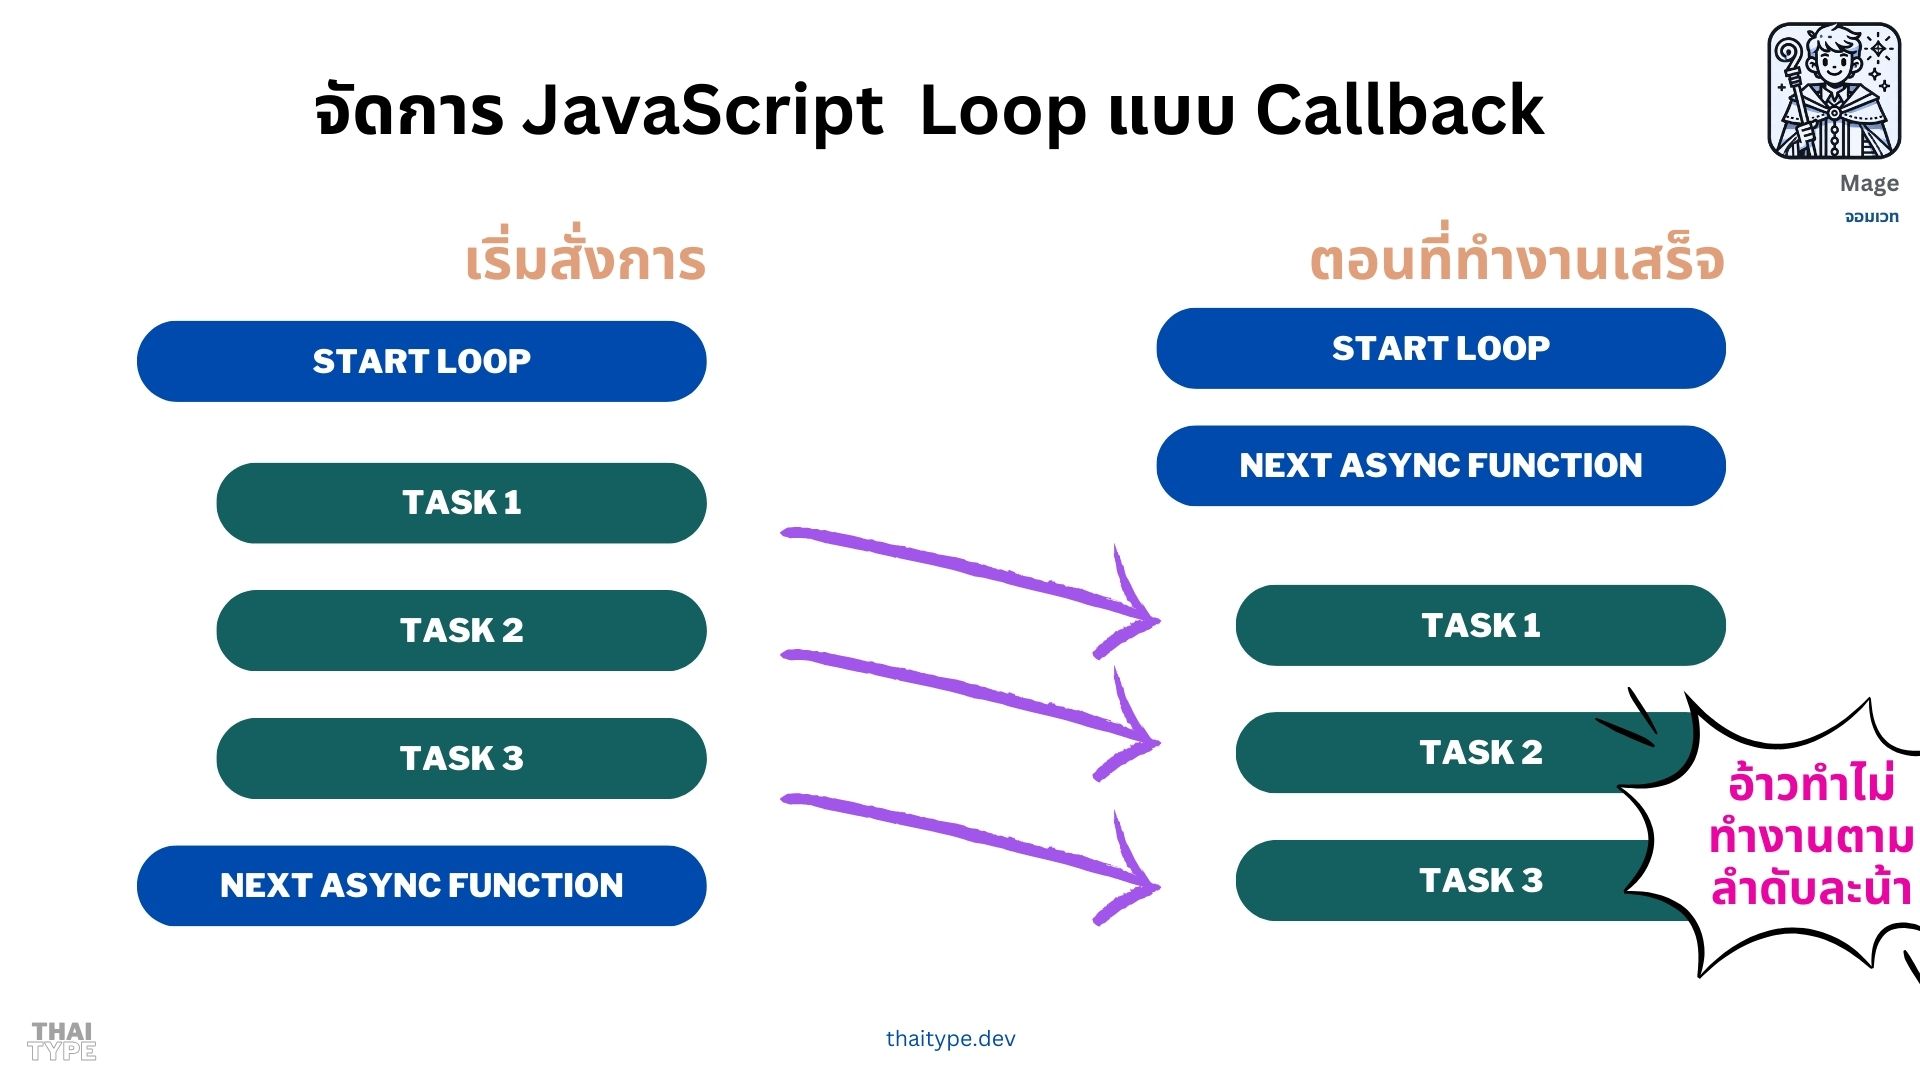 จัดการ JavaScript  Loop แบบ Callback
Mage
จอมเวท
เริ่มสั่งการ
START LOOP
TASK 1
TASK 2
TASK 3
NEXT ASYNC FUNCTION
ตอนที่ทำงานเสร็จ
START LOOP
NEXT ASYNC FUNCTION
TASK 1
TASK 2
TASK 3
อ้าวทำไม่
ทำงานตาม
ลำดับละน้า
THAI
TYPE
thaitype.dev